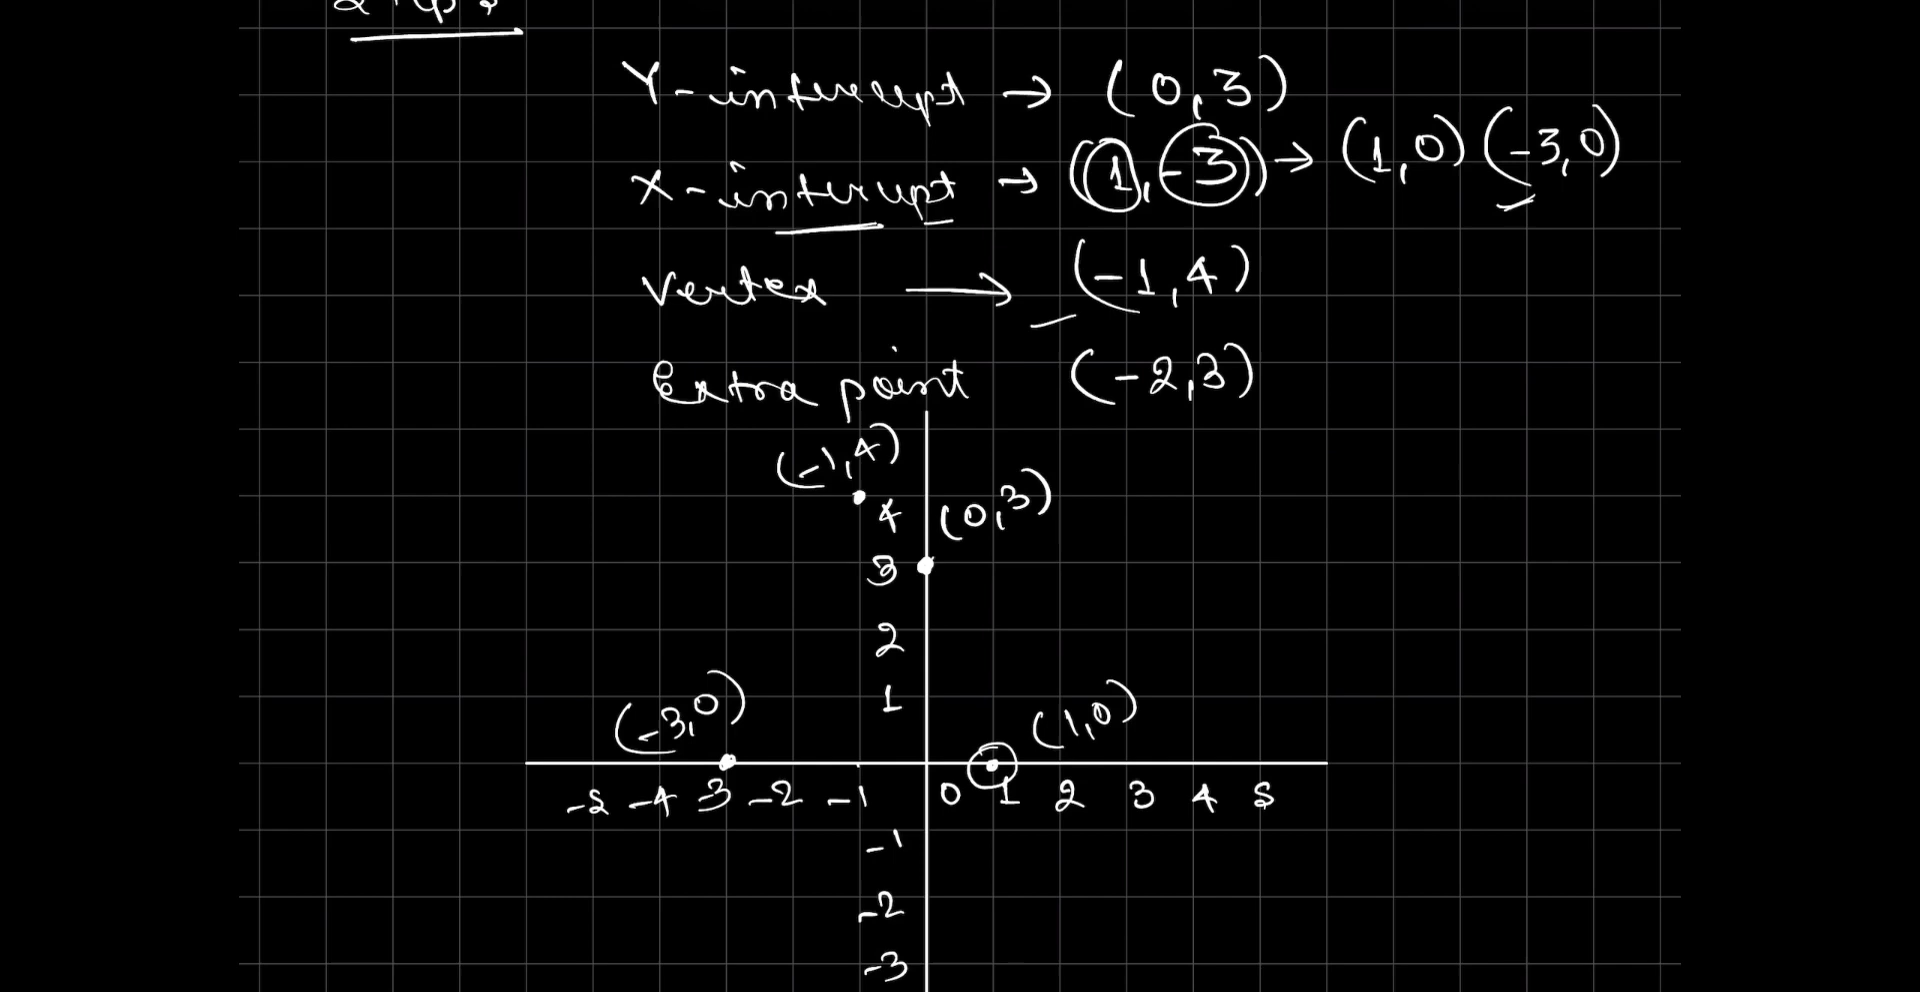 Y-intercept → (0,3)
X-intercept → (1,-3) → (1,0) (-3,0)
Vertex → (-1,4)
Extra point (-2,3)
(-1,4)
4 (0,3)
3
2
1
(-3,0) (1,0)
-5 -4 -3 -2 -1 0 1 2 3 4 5
-1
-2
-3